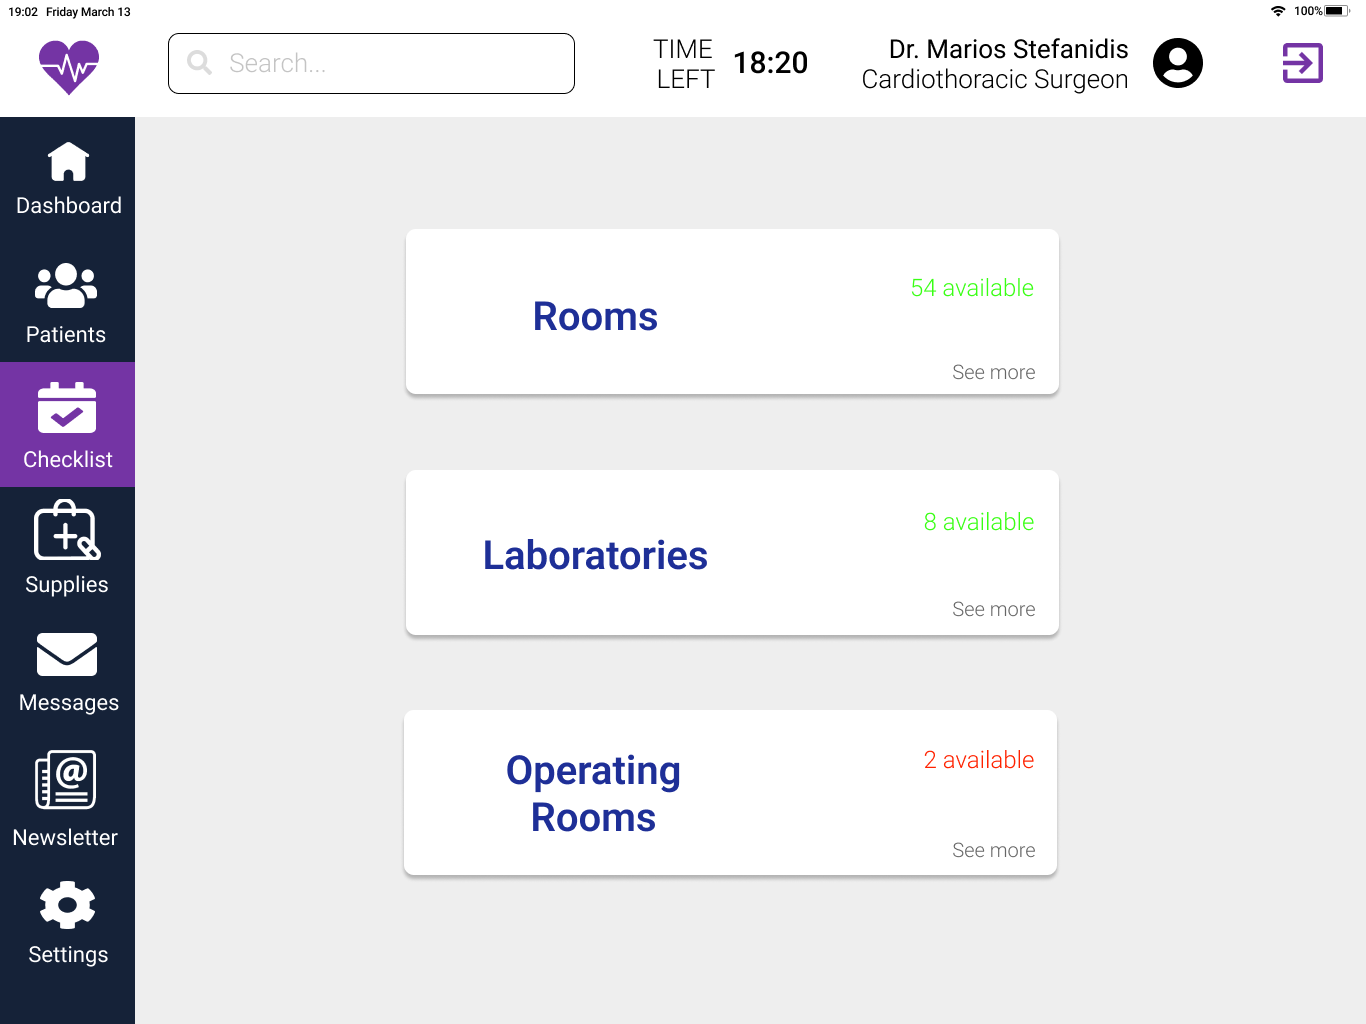 19:02 Friday March 13
100%
Search...
TIME
LEFT
18:20
Dr. Marios Stefanidis
Cardiothoracic Surgeon
Dashboard
Patients
Checklist
Supplies
Messages
@
Newsletter
Settings
Rooms
54 available
See more
Laboratories
8 available
See more
Operating
Rooms
2 available
See more